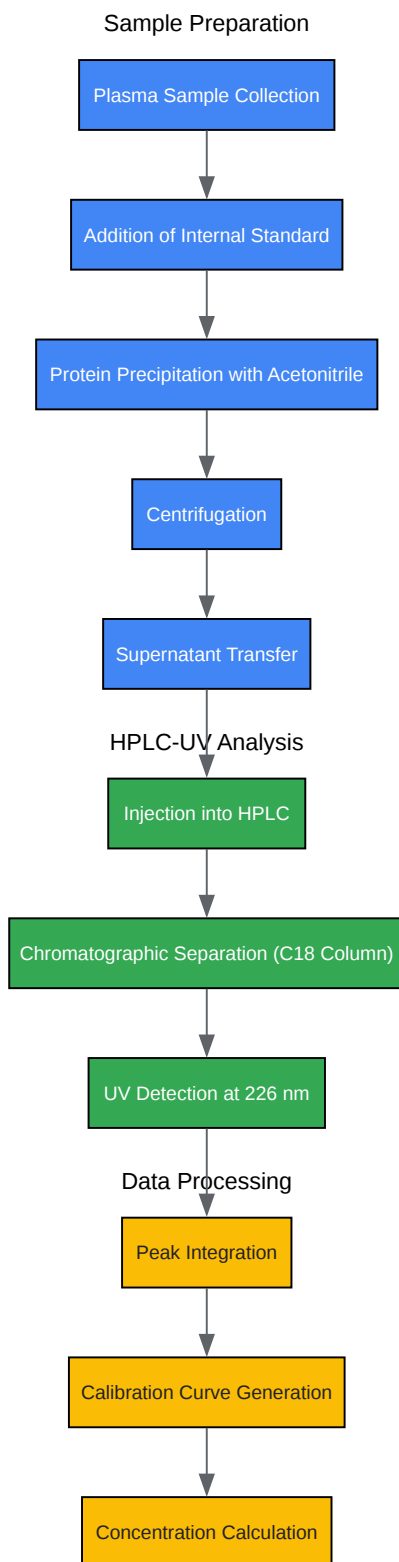 Sample Preparation
Plasma Sample Collection
Addition of Internal Standard
Protein Precipitation with Acetonitrile
Centrifugation
Supernatant Transfer
HPLC-UV Analysis
Injection into HPLC
Chromatographic Separation (C18 Column)
UV Detection at 226 nm
Data Processing
Peak Integration
Calibration Curve Generation
Concentration Calculation